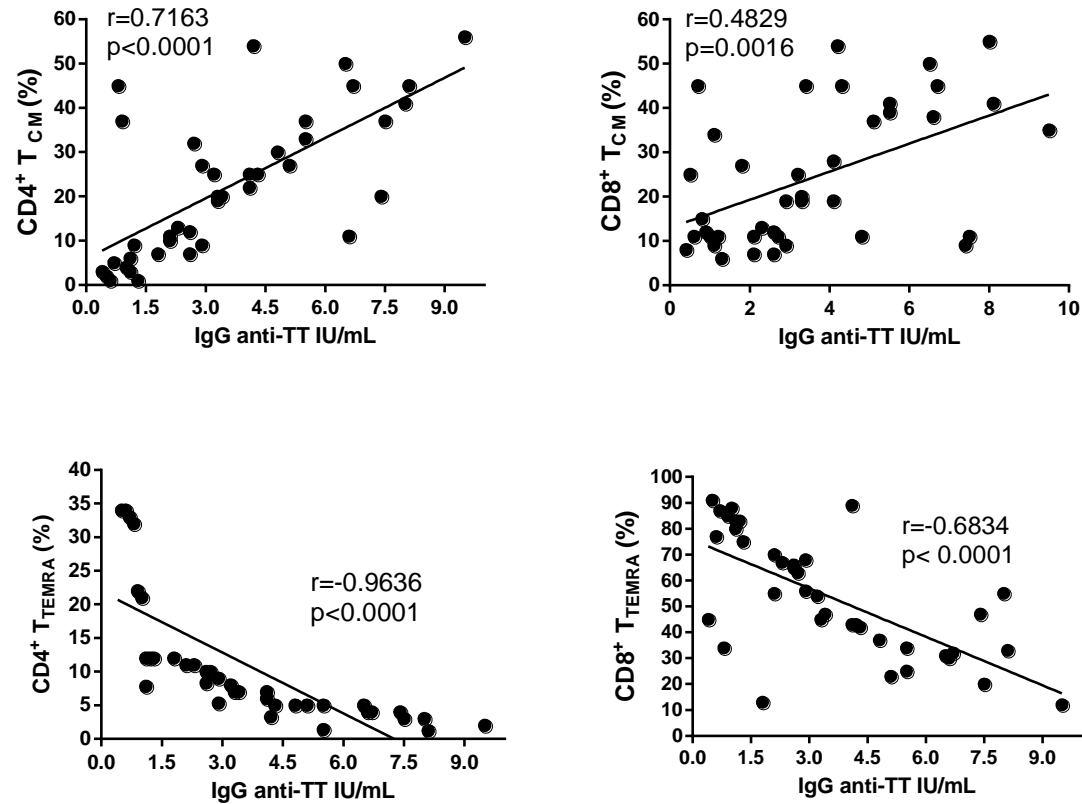 r=0.7163
p<0.0001
CD4+ TCM (%)
60
50
40
30
20
10
0
0.0 1.5 3.0 4.5 6.0 7.5 9.0
IgG anti-TT IU/mL
r=0.4829
p=0.0016
CD8+ TCM (%)
60
50
40
30
20
10
0
0 2 4 6 8 10
IgG anti-TT IU/mL
r=-0.9636
p<0.0001
CD4+ TTEMRA (%)
40
35
30
25
20
15
10
5
0
0.0 1.5 3.0 4.5 6.0 7.5 9.0
IgG anti-TT IU/mL
r=-0.6834
p< 0.0001
CD8+ TTEMRA (%)
100
90
80
70
60
50
40
30
20
10
0
0.0 1.5 3.0 4.5 6.0 7.5 9.0
IgG anti-TT IU/mL